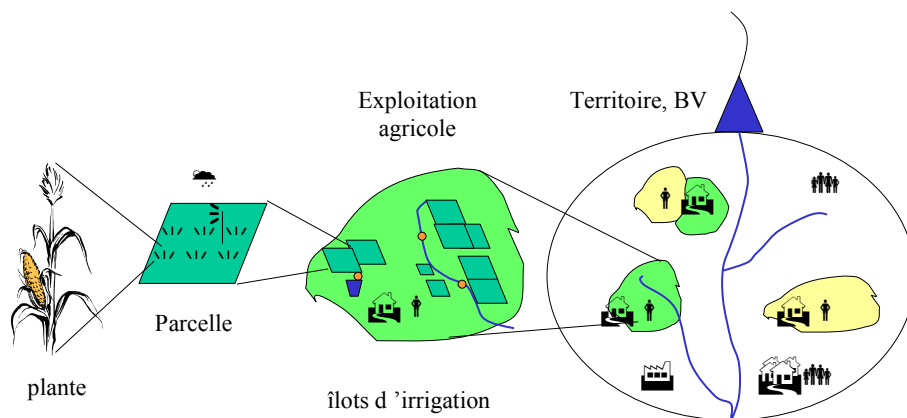 Exploitation
agricole
Territoire, BV
Parcelle
plante
îlots d 'irrigation